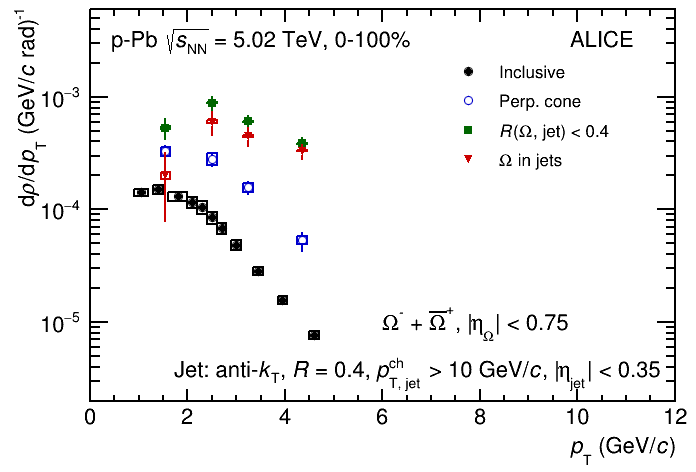 p-Pb √s_NN = 5.02 TeV, 0-100%
ALICE
Inclusive
Perp. cone
R(Ω, jet) < 0.4
Ω in jets
dρ/dp_T (GeV/c rad)^-1
10^-3
10^-4
10^-5
Ω^- + Ω̅^+, |η_Ω| < 0.75
Jet: anti-k_T, R = 0.4, p_T, jet^ch > 10 GeV/c, |η_jet| < 0.35
0 2 4 6 8 10 12
p_T (GeV/c)